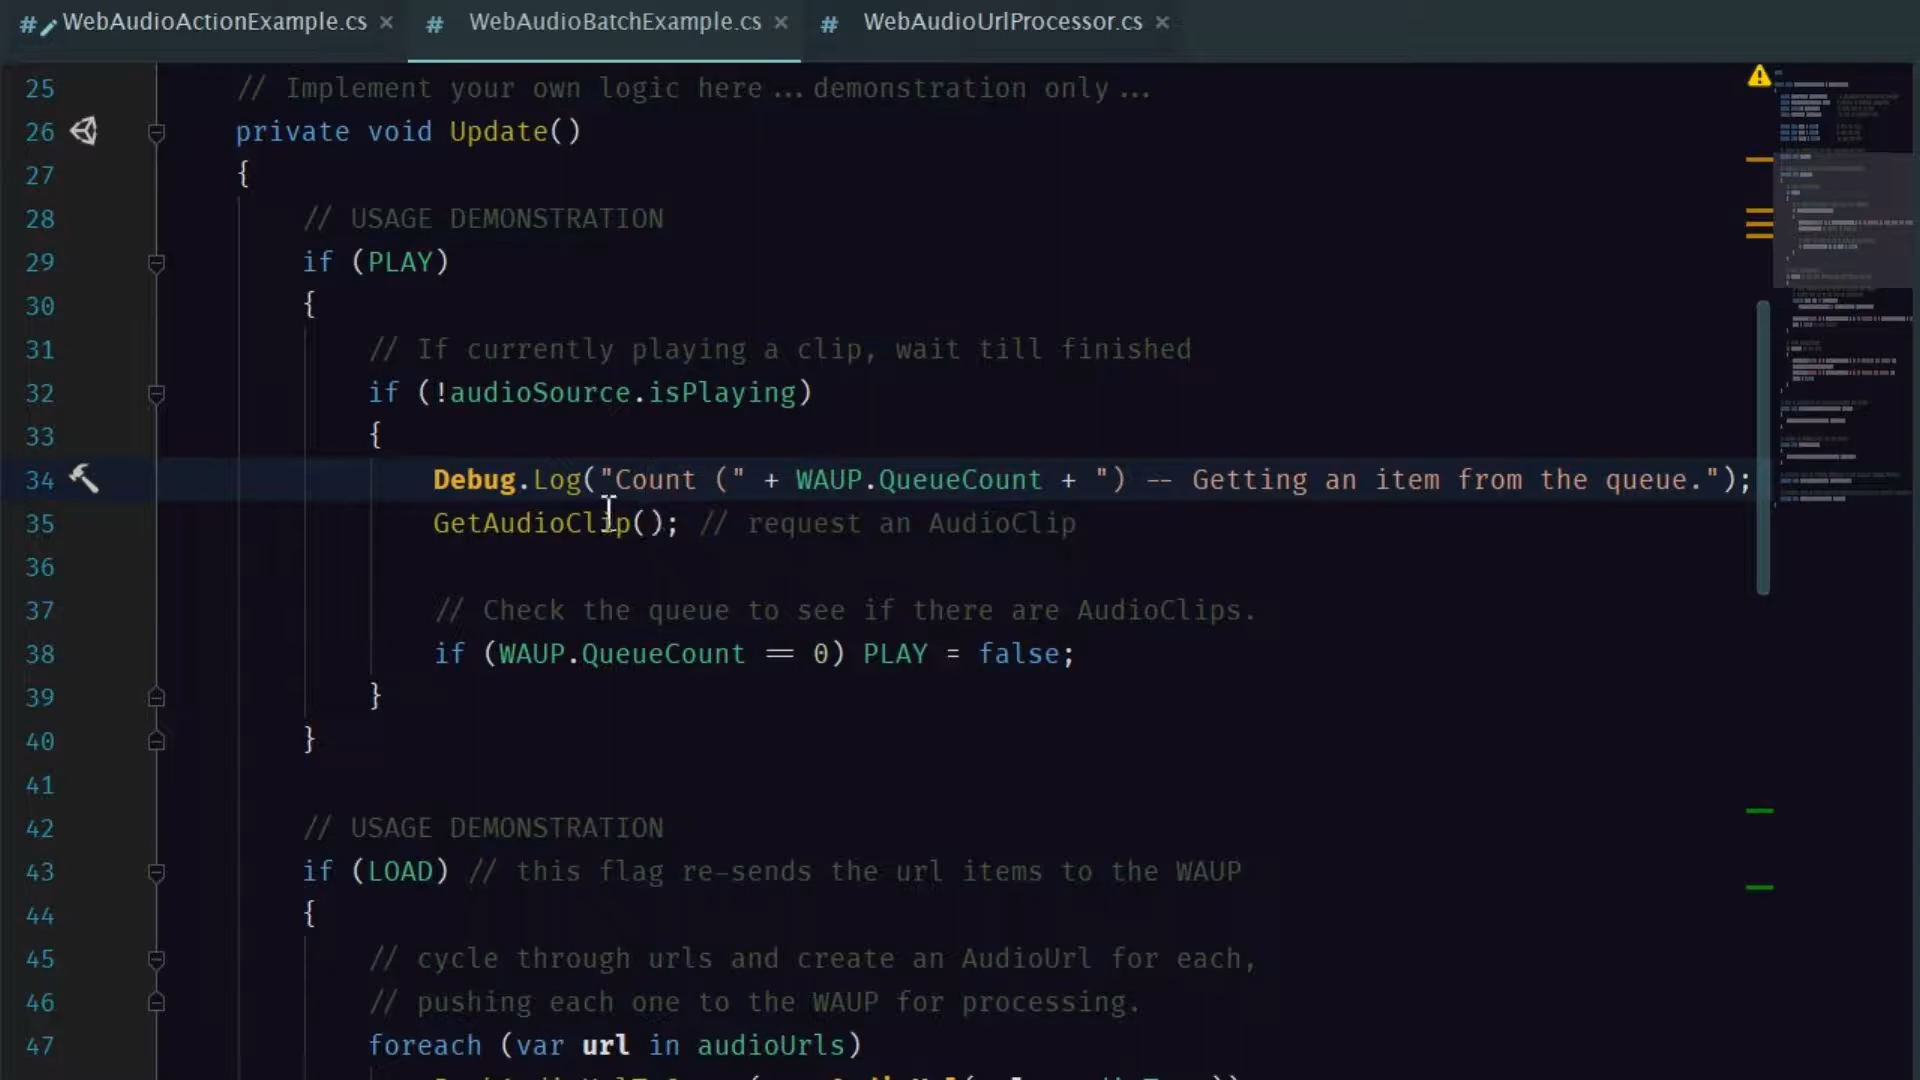 WebAudioActionExample.cs × # WebAudioBatchExample.cs × # WebAudioUrlProcessor.cs ×
25 // Implement your own logic here...demonstration only...
26 private void Update()
27 {
28 // USAGE DEMONSTRATION
29 if (PLAY)
30 {
31 // If currently playing a clip, wait till finished
32 if (!audioSource.isPlaying)
33 {
34 Debug.Log("Count (" + WAUP.QueueCount + ") -- Getting an item from the queue.");
35 GetAudioClip(); // request an AudioClip
36
37 // Check the queue to see if there are AudioClips.
38 if (WAUP.QueueCount == 0) PLAY = false;
39 }
40 }
41
42 // USAGE DEMONSTRATION
43 if (LOAD) // this flag re-sends the url items to the WAUP
44 {
45 // cycle through urls and create an AudioUrl for each,
46 // pushing each one to the WAUP for processing.
47 foreach (var url in audioUrls)